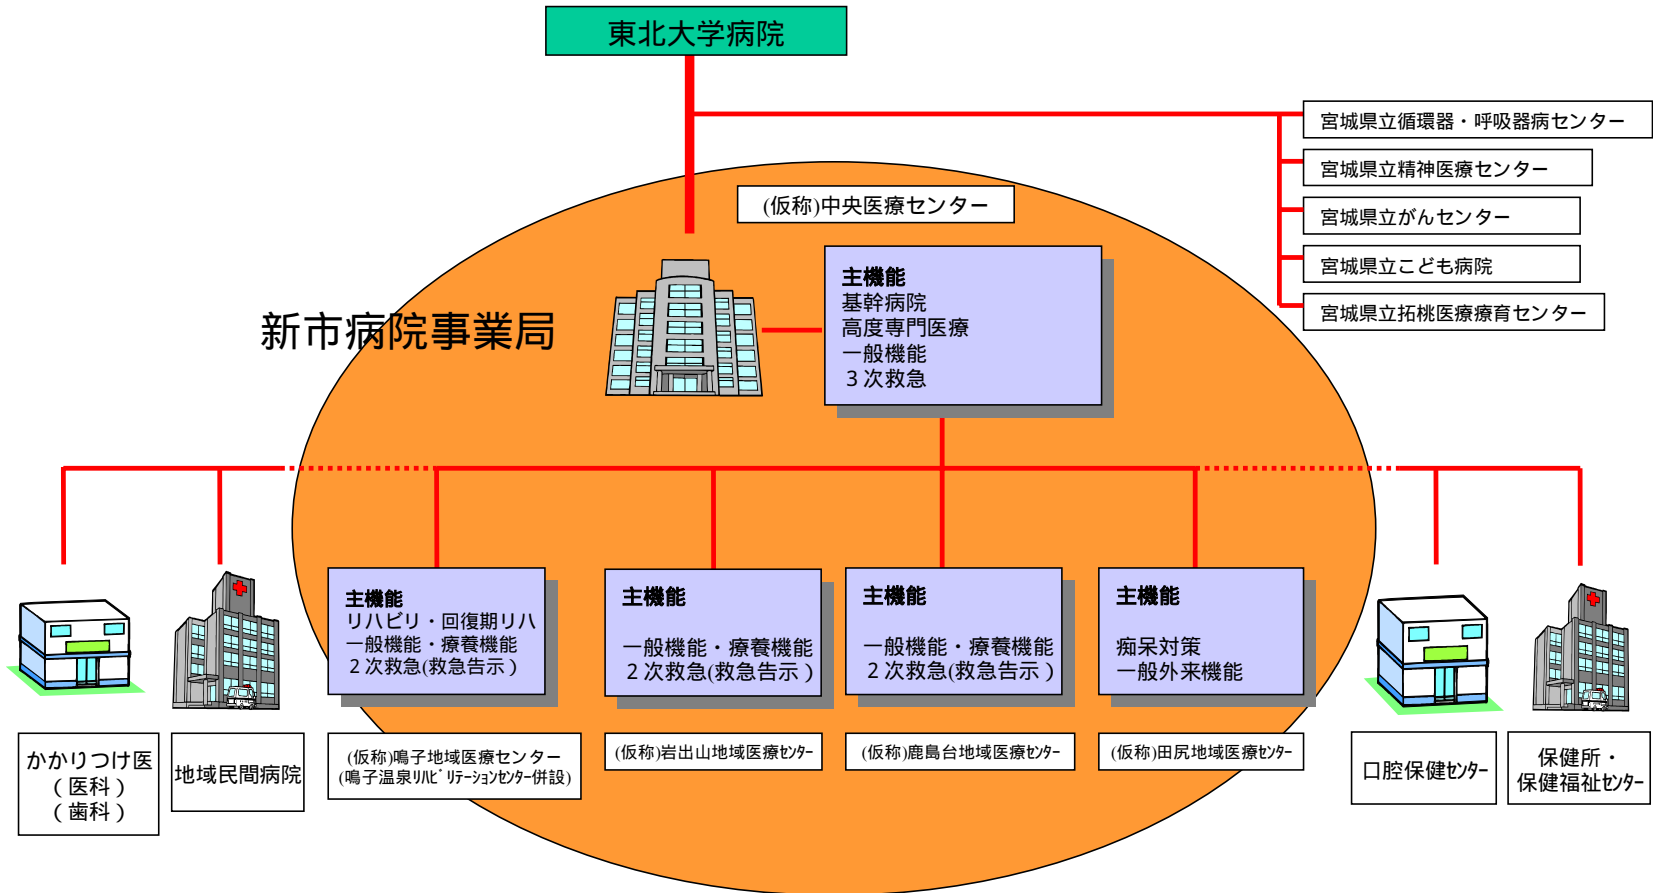 東北大学病院
宮城県立循環器・呼吸器病センター
宮城県立精神医療センター
宮城県立がんセンター
宮城県立こども病院
宮城県立拓桃医療療育センター
(仮称)中央医療センター
新市病院事業局
主機能
基幹病院
高度専門医療
一般機能
３次救急
主機能
リハビリ・回復期リハ
一般機能・療養機能
２次救急(救急告示）
主機能
一般機能・療養機能
２次救急(救急告示）
主機能
一般機能・療養機能
２次救急(救急告示）
主機能
痴呆対策
一般外来機能
かかりつけ医
（医科）
（歯科）
地域民間病院
(仮称)鳴子地域医療センター
(鳴子温泉ﾘﾊﾋﾞﾘﾃｰｼｮﾝｾﾝﾀｰ併設)
(仮称)岩出山地域医療ｾﾝﾀｰ
(仮称)鹿島台地域医療ｾﾝﾀｰ
(仮称)田尻地域医療ｾﾝﾀｰ
口腔保健ｾﾝﾀｰ
保健所・
保健福祉ｾﾝﾀｰ